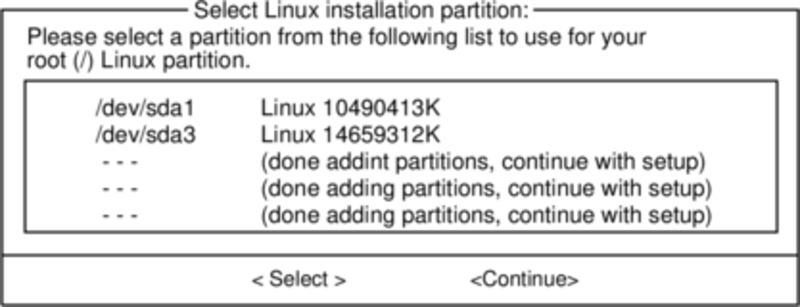 Select Linux installation partition:
Please select a partition from the following list to use for your
root (/) Linux partition.
/dev/sda1 Linux 10490413K
/dev/sda3 Linux 14659312K
- - - (done addint partitions, continue with setup)
- - - (done adding partitions, continue with setup)
- - - (done adding partitions, continue with setup)
< Select > <Continue>